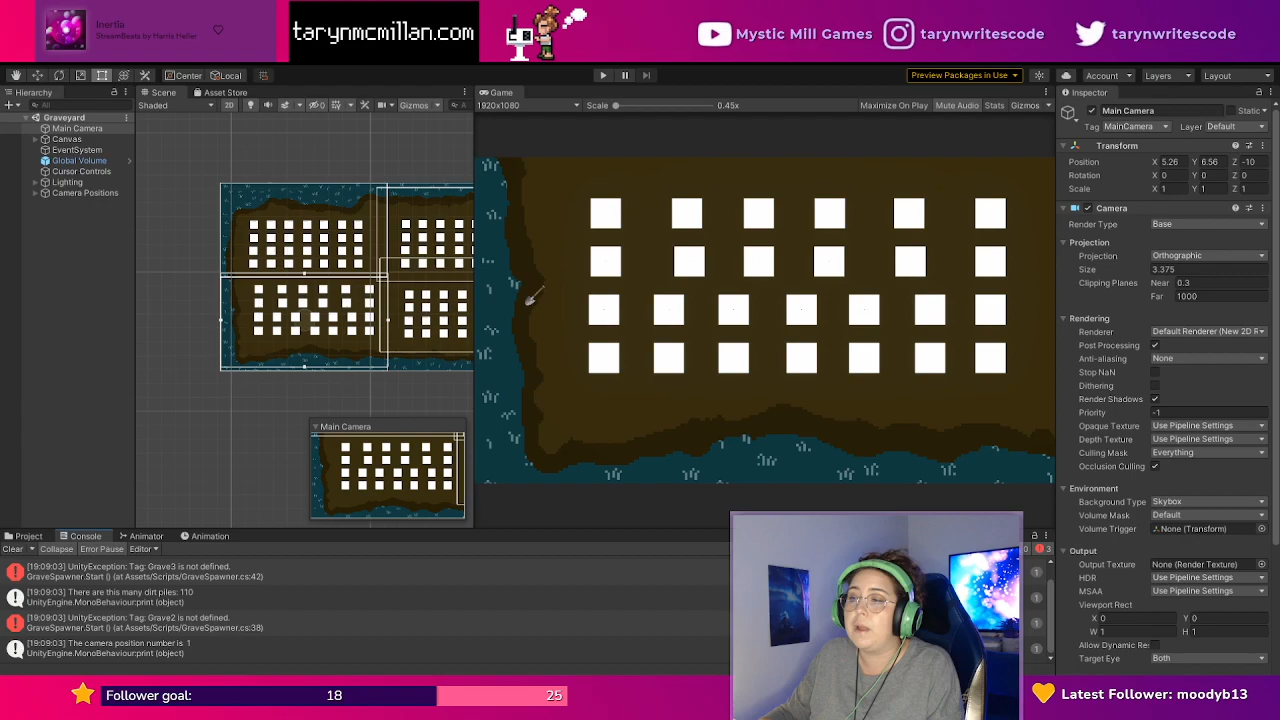 Inertia
StreamBeats by Harris Heller
tarynmcmillan.com
Mystic Mill Games
tarynwritescode
tarynwritescode
Center
Local
Preview Packages in Use
Account
Layers
Layout
Hierarchy
All
Graveyard
Main Camera
Canvas
EventSystem
Global Volume
Cursor Controls
Lighting
Camera Positions
Scene
Asset Store
Shaded
2D
0
Gizmos
A
Main Camera
Game
1920x1080
Scale
0.45x
Maximize On Play
Mute Audio
Stats
Gizmos
Inspector
Main Camera
Static
Tag
MainCamera
Layer
Default
Transform
Position
X 5.26
Y 6.56
Z -10
Rotation
X 0
Y 0
Z 0
Scale
X 1
Y 1
Z 1
Camera
Render Type
Base
Projection
Projection
Orthographic
Size
3.375
Clipping Planes
Near
0.3
Far
1000
Rendering
Renderer
Default Renderer (New 2D R
Post Processing
Anti-aliasing
None
Stop NaN
Dithering
Render Shadows
Priority
-1
Opaque Texture
Use Pipeline Settings
Depth Texture
Use Pipeline Settings
Culling Mask
Everything
Occlusion Culling
Environment
Background Type
Skybox
Volume Mask
Default
Volume Trigger
None (Transform)
Output
Output Texture
None (Render Texture)
HDR
Use Pipeline Settings
MSAA
Use Pipeline Settings
Viewport Rect
X 0
Y 0
W 1
H 1
Allow Dynamic Re
Target Eye
Both
Project
Console
Animator
Animation
Clear
Collapse
Error Pause
Editor
0
3
[19:09:03] UnityException: Tag: Grave3 is not defined.
GraveSpawner.Start () (at Assets/Scripts/GraveSpawner.cs:42)
1
[19:09:03] There are this many dirt piles: 110
UnityEngine.MonoBehaviour:print (object)
1
[19:09:03] UnityException: Tag: Grave2 is not defined.
GraveSpawner.Start () (at Assets/Scripts/GraveSpawner.cs:38)
1
[19:09:03] The camera position number is 1
UnityEngine.MonoBehaviour:print (object)
1
Follower goal:
18
25
Latest Follower: moodyb13